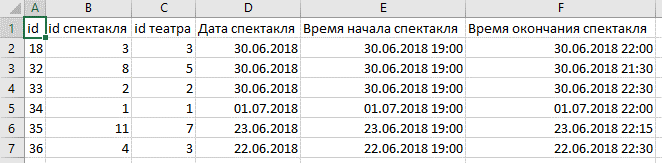 A B C D E F
1 id id спектакля id театра Дата спектакля Время начала спектакля Время окончания спектакля
2 18 3 3 30.06.2018 30.06.2018 19:00 30.06.2018 22:00
3 32 8 5 30.06.2018 30.06.2018 19:00 30.06.2018 21:30
4 33 2 2 30.06.2018 30.06.2018 19:00 30.06.2018 22:30
5 34 1 1 01.07.2018 01.07.2018 19:00 01.07.2018 22:00
6 35 11 7 23.06.2018 23.06.2018 19:00 23.06.2018 22:15
7 36 4 3 22.06.2018 22.06.2018 19:00 22.06.2018 22:30